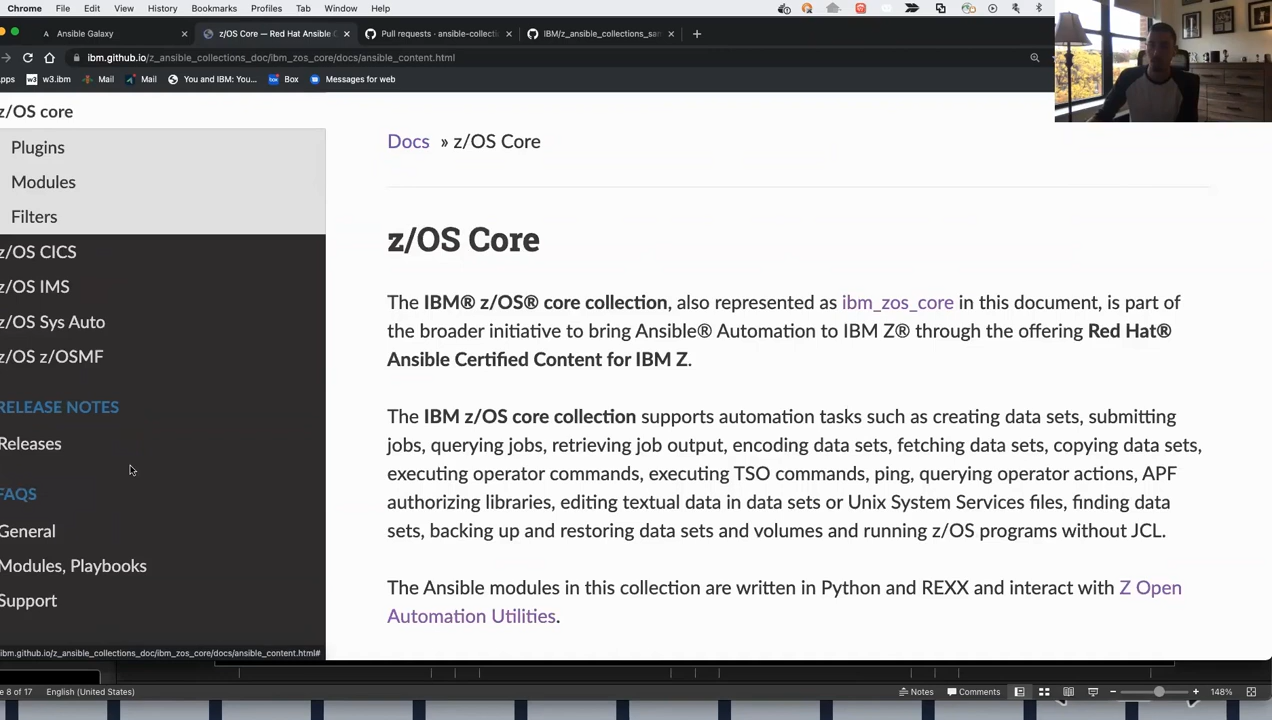 Chrome File Edit View History Bookmarks Profiles Tab Window Help
Ansible Galaxy
z/OS Core — Red Hat Ansible
Pull requests · ansible-collecti
IBM/z_ansible_collections_sa
ibm.github.io/z_ansible_collections_doc/ibm_zos_core/docs/ansible_content.html
w3.ibm Mail Mail You and IBM: You... Box Messages for web
z/OS core
Plugins
Modules
Filters
z/OS CICS
z/OS IMS
z/OS Sys Auto
z/OS z/OSMF
RELEASE NOTES
Releases
FAQS
General
Modules, Playbooks
Support
Docs » z/OS Core
z/OS Core
The IBM® z/OS® core collection, also represented as ibm_zos_core in this document, is part of
the broader initiative to bring Ansible® Automation to IBM Z® through the offering Red Hat®
Ansible Certified Content for IBM Z.
The IBM z/OS core collection supports automation tasks such as creating data sets, submitting
jobs, querying jobs, retrieving job output, encoding data sets, fetching data sets, copying data sets,
executing operator commands, executing TSO commands, ping, querying operator actions, APF
authorizing libraries, editing textual data in data sets or Unix System Services files, finding data
sets, backing up and restoring data sets and volumes and running z/OS programs without JCL.
The Ansible modules in this collection are written in Python and REXX and interact with Z Open
Automation Utilities.
ibm.github.io/z_ansible_collections_doc/ibm_zos_core/docs/ansible_content.html#
8 of 17 English (United States) Notes Comments 148%